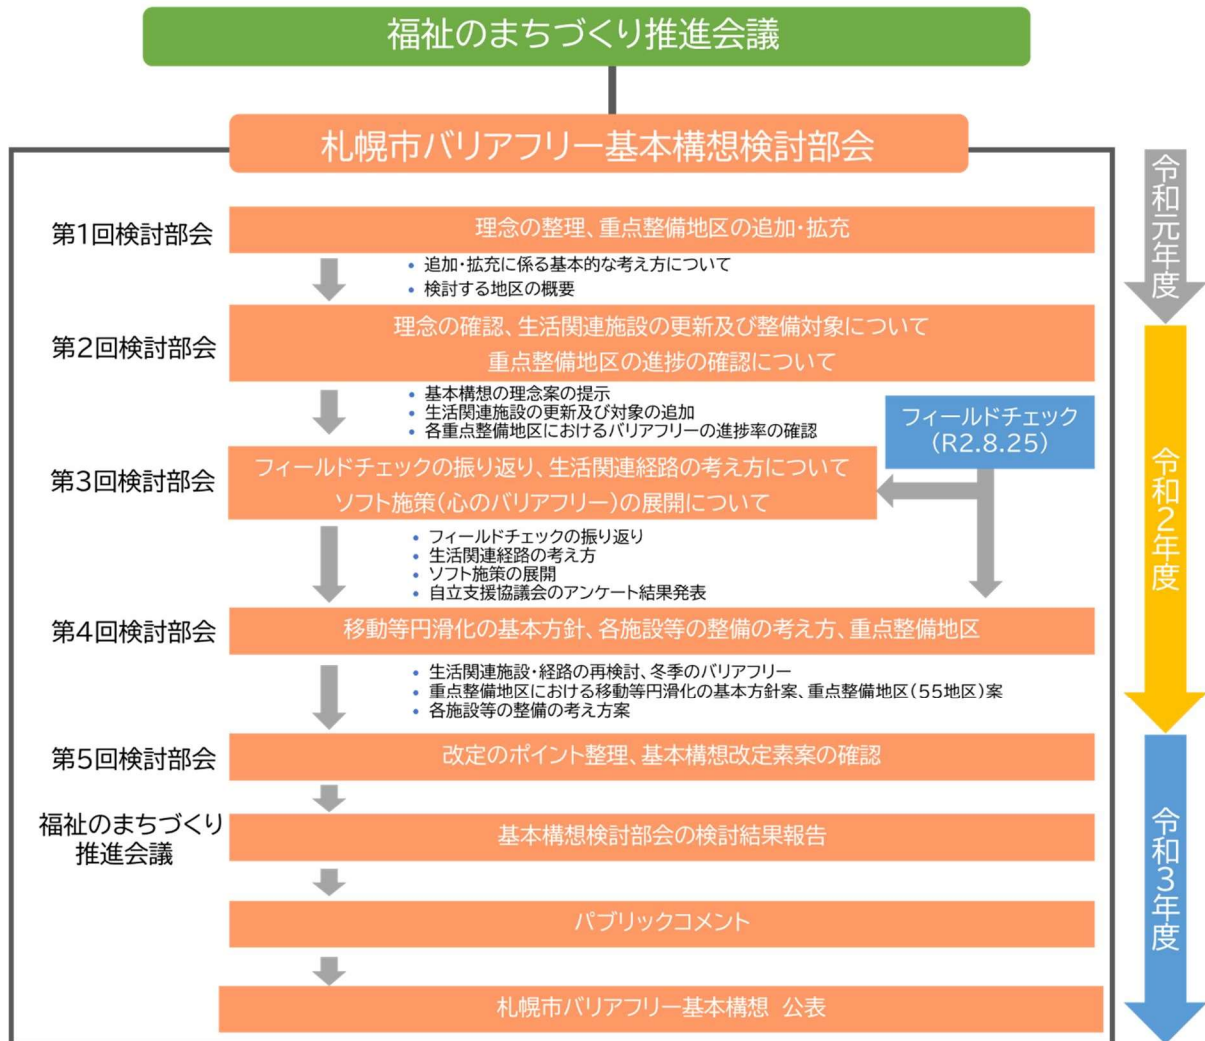 福祉のまちづくり推進会議
札幌市バリアフリー基本構想検討部会
第1回検討部会
理念の整理、重点整備地区の追加・拡充
• 追加・拡充に係る基本的な考え方について
• 検討する地区の概要
第2回検討部会
理念の確認、生活関連施設の更新及び整備対象について
重点整備地区の進捗の確認について
• 基本構想の理念案の提示
• 生活関連施設の更新及び対象の追加
• 各重点整備地区におけるバリアフリーの進捗率の確認
フィールドチェック
(R2.8.25)
第3回検討部会
フィールドチェックの振り返り、生活関連経路の考え方について
ソフト施策(心のバリアフリー)の展開について
• フィールドチェックの振り返り
• 生活関連経路の考え方
• ソフト施策の展開
• 自立支援協議会のアンケート結果発表
第4回検討部会
移動等円滑化の基本方針、各施設等の整備の考え方、重点整備地区
• 生活関連施設・経路の再検討、冬季のバリアフリー
• 重点整備地区における移動等円滑化の基本方針案、重点整備地区(55地区)案
• 各施設等の整備の考え方案
第5回検討部会
改定のポイント整理、基本構想改定素案の確認
福祉のまちづくり
推進会議
基本構想検討部会の検討結果報告
パブリックコメント
札幌市バリアフリー基本構想 公表
令和元年度
令和2年度
令和3年度